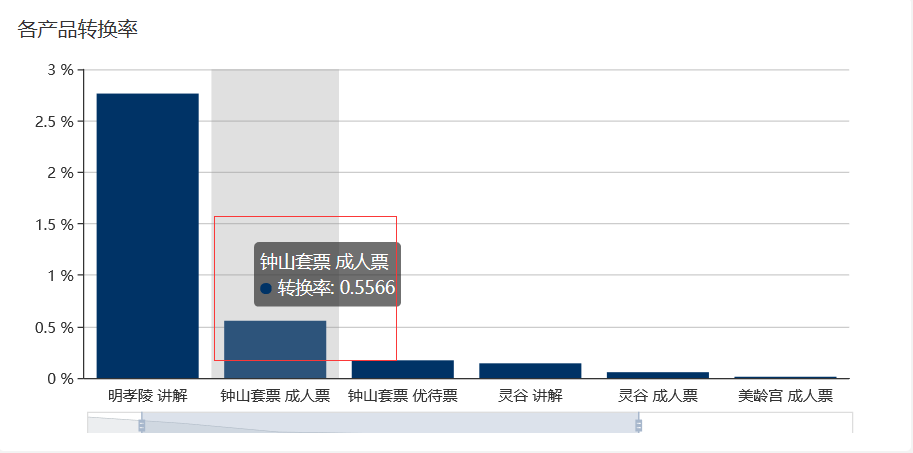 各产品转换率
3 %
2.5 %
2 %
1.5 %
1 %
0.5 %
0 %
钟山套票 成人票
转换率: 0.5566
明孝陵 讲解
钟山套票 成人票
钟山套票 优待票
灵谷 讲解
灵谷 成人票
美龄宫 成人票